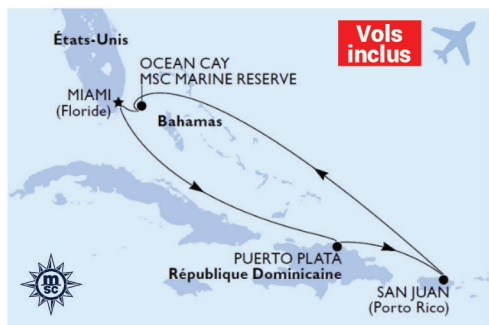 Vols
inclus
États-Unis
OCEAN CAY
MSC MARINE RESERVE
MIAMI
(Floride)
Bahamas
PUERTO PLATA
République Dominicaine
SAN JUAN
(Porto Rico)
m
sc